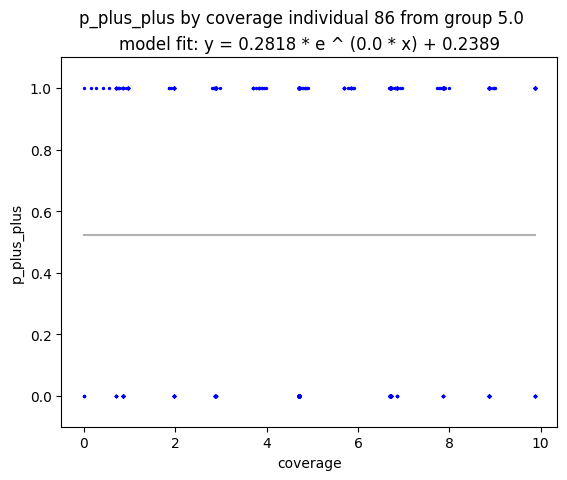 p_plus_plus by coverage individual 86 from group 5.0
model fit: y = 0.2818 * e ^ (0.0 * x) + 0.2389
1.0
0.8
0.6
0.4
0.2
0.0
p_plus_plus
0 2 4 6 8 10
coverage